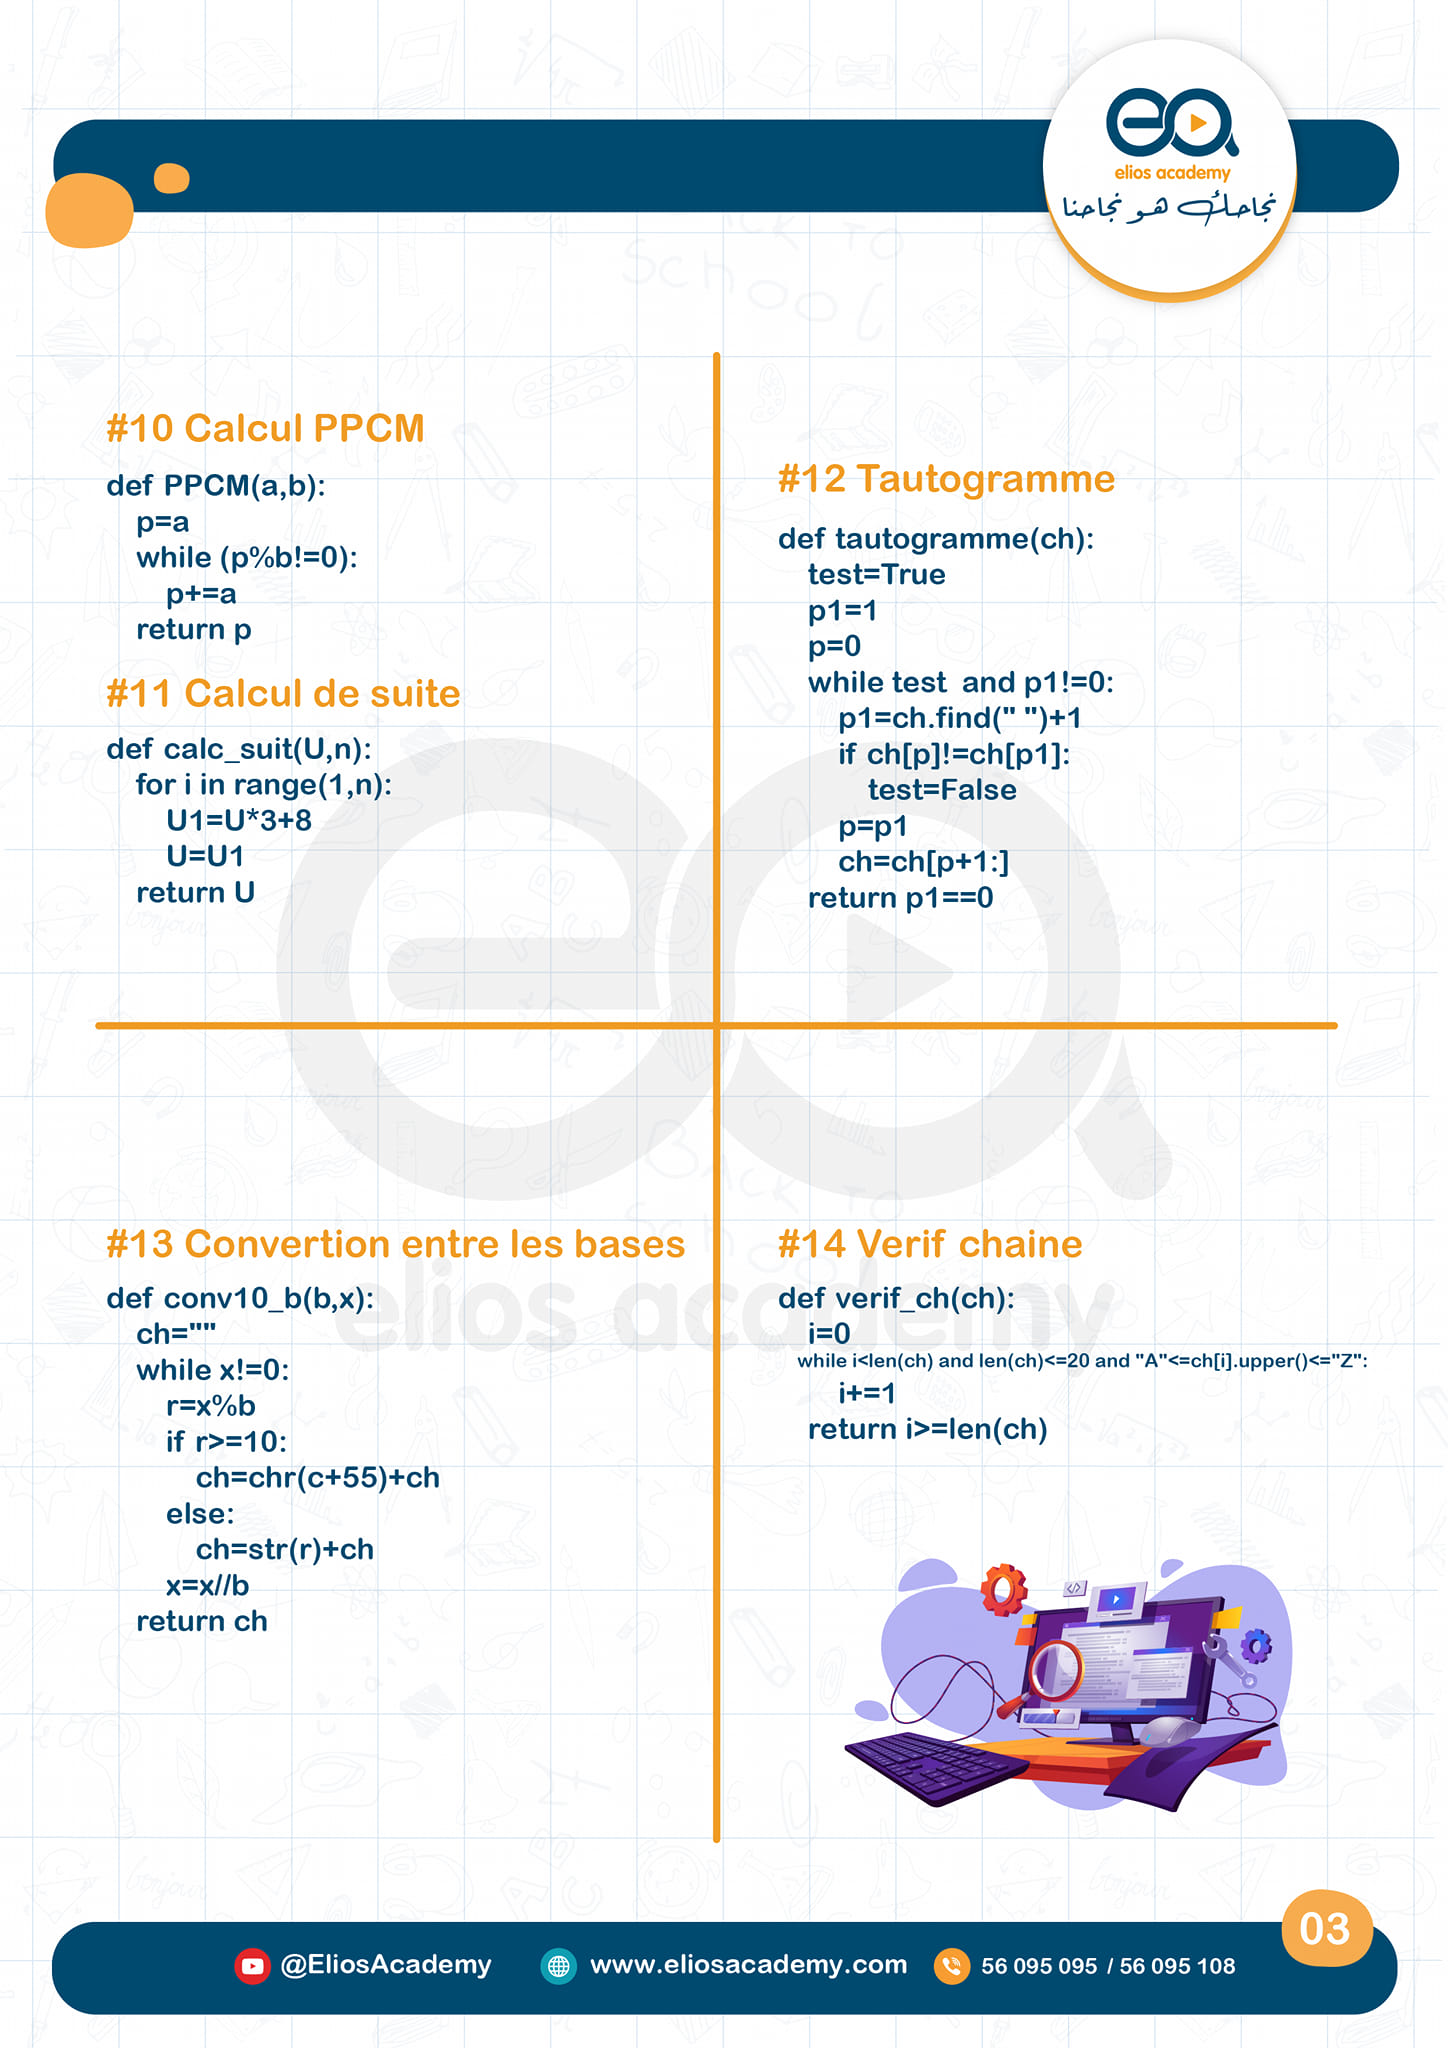 elios academy
نجاحك هو نجاحنا
#10 Calcul PPCM
def PPCM(a,b):
p=a
while (p%b!=0):
p+=a
return p
#11 Calcul de suite
def calc_suit(U,n):
for i in range(1,n):
U1=U*3+8
U=U1
return U
#12 Tautogramme
def tautogramme(ch):
test=True
p1=1
p=0
while test and p1!=0:
p1=ch.find(" ")+1
if ch[p]!=ch[p1]:
test=False
p=p1
ch=ch[p+1:]
return p1==0
#13 Convertion entre les bases
def conv10_b(b,x):
ch=""
while x!=0:
r=x%b
if r>=10:
ch=chr(c+55)+ch
else:
ch=str(r)+ch
x=x//b
return ch
#14 Verif chaine
def verif_ch(ch):
i=0
while i<len(ch) and len(ch)<=20 and "A"<=ch[i].upper()<="Z":
i+=1
return i>=len(ch)
elios academy
03
@EliosAcademy
www.eliosacademy.com
56 095 095 / 56 095 108